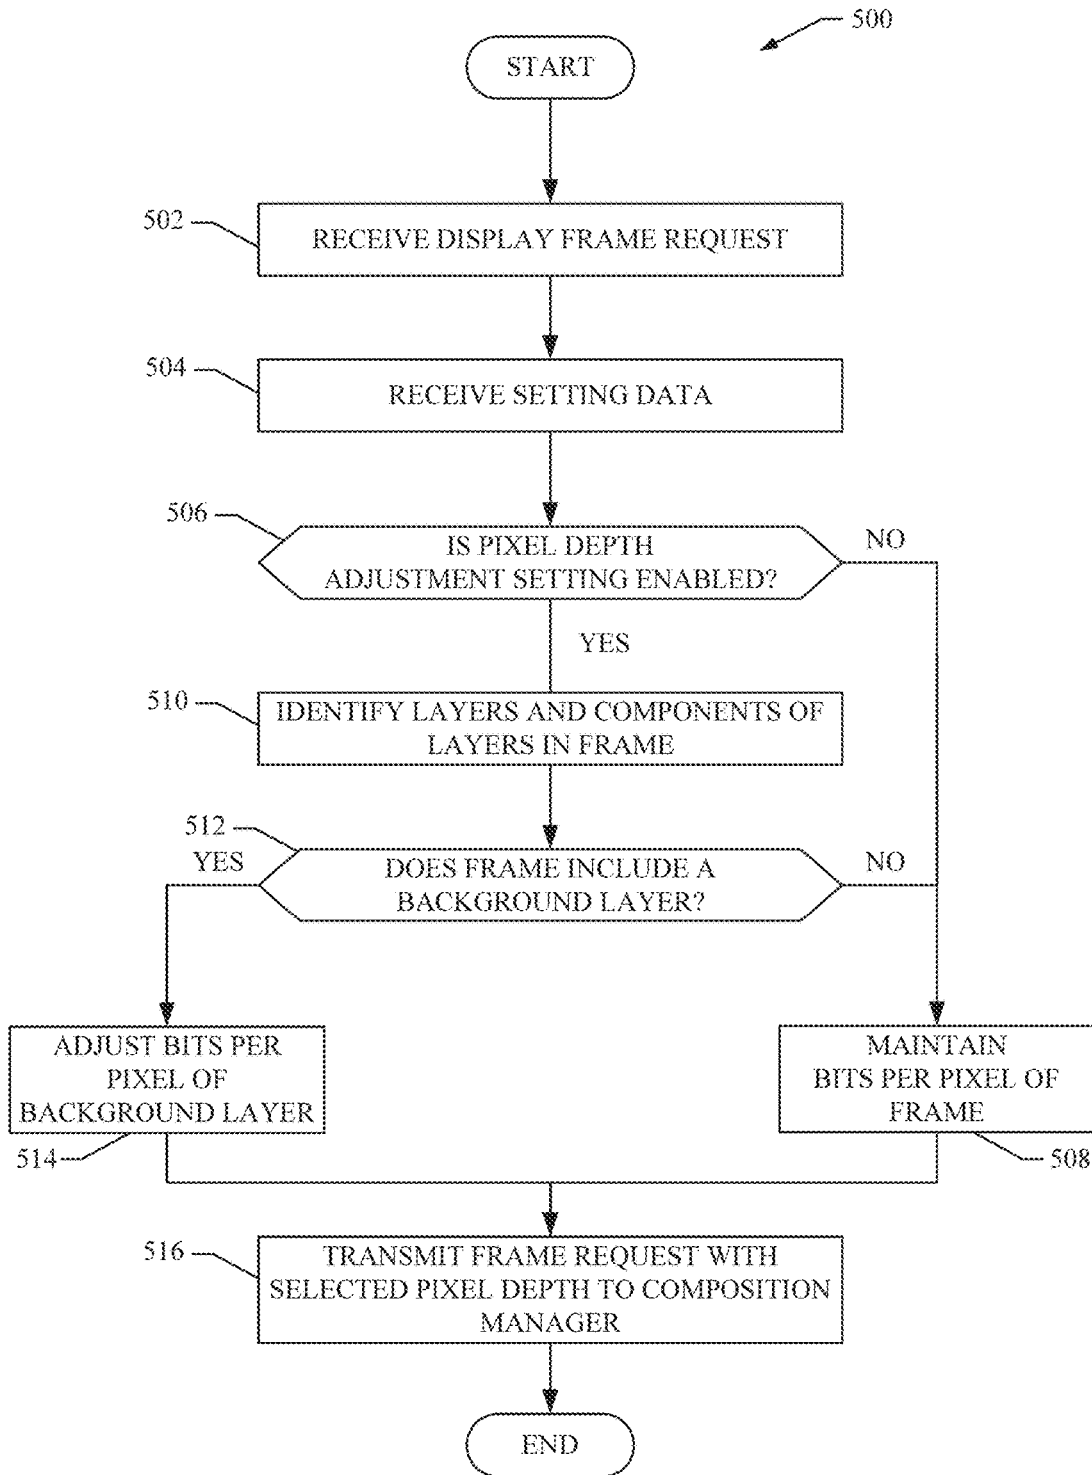 500
START
502
RECEIVE DISPLAY FRAME REQUEST
504
RECEIVE SETTING DATA
506
IS PIXEL DEPTH
ADJUSTMENT SETTING ENABLED?
NO
YES
510
IDENTIFY LAYERS AND COMPONENTS OF
LAYERS IN FRAME
512
YES
DOES FRAME INCLUDE A
BACKGROUND LAYER?
NO
ADJUST BITS PER
PIXEL OF
BACKGROUND LAYER
514
MAINTAIN
BITS PER PIXEL OF
FRAME
508
516
TRANSMIT FRAME REQUEST WITH
SELECTED PIXEL DEPTH TO COMPOSITION
MANAGER
END